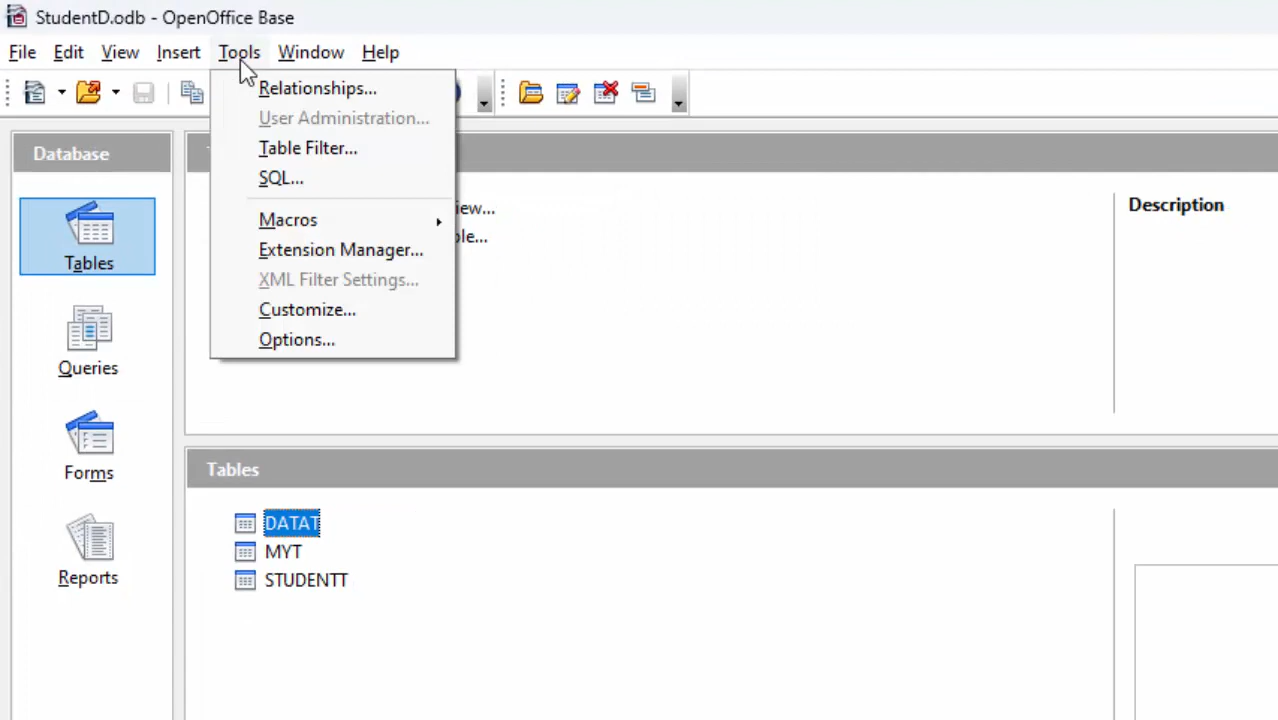 StudentD.odb - OpenOffice Base
File Edit View Insert Tools Window Help
Relationships...
User Administration...
Table Filter...
SQL...
Macros
Extension Manager...
XML Filter Settings...
Customize...
Options...
Database
Tables
Queries
Forms
Reports
Description
Tables
DATAT
MYT
STUDENTT